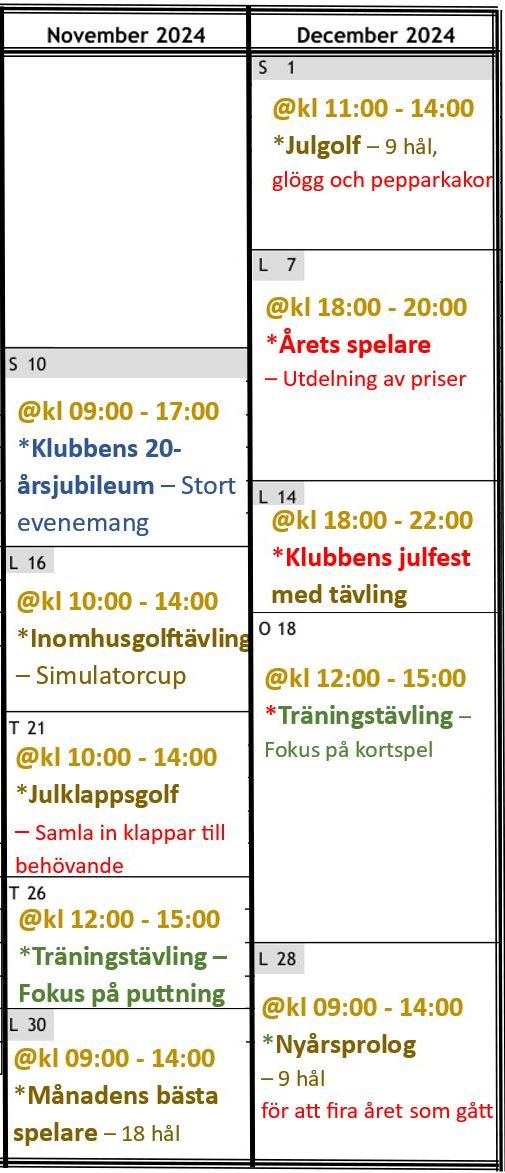 November 2024
S 10
@kl 09:00 - 17:00
*Klubbens 20-
årsjubileum – Stort
evenemang
L 16
@kl 10:00 - 14:00
*Inomhusgolftävling
– Simulatorcup
T 21
@kl 10:00 - 14:00
*Julklappsgolf
– Samla in klappar till
behövande
T 26
@kl 12:00 - 15:00
*Träningstävling –
Fokus på puttning
L 30
@kl 09:00 - 14:00
*Månadens bästa
spelare – 18 hål
December 2024
S 1
@kl 11:00 - 14:00
*Julgolf – 9 hål,
glögg och pepparkakor
L 7
@kl 18:00 - 20:00
*Årets spelare
– Utdelning av priser
L 14
@kl 18:00 - 22:00
*Klubbens julfest
med tävling
O 18
@kl 12:00 - 15:00
*Träningstävling –
Fokus på kortspel
L 28
@kl 09:00 - 14:00
*Nyårsprolog
– 9 hål
för att fira året som gått